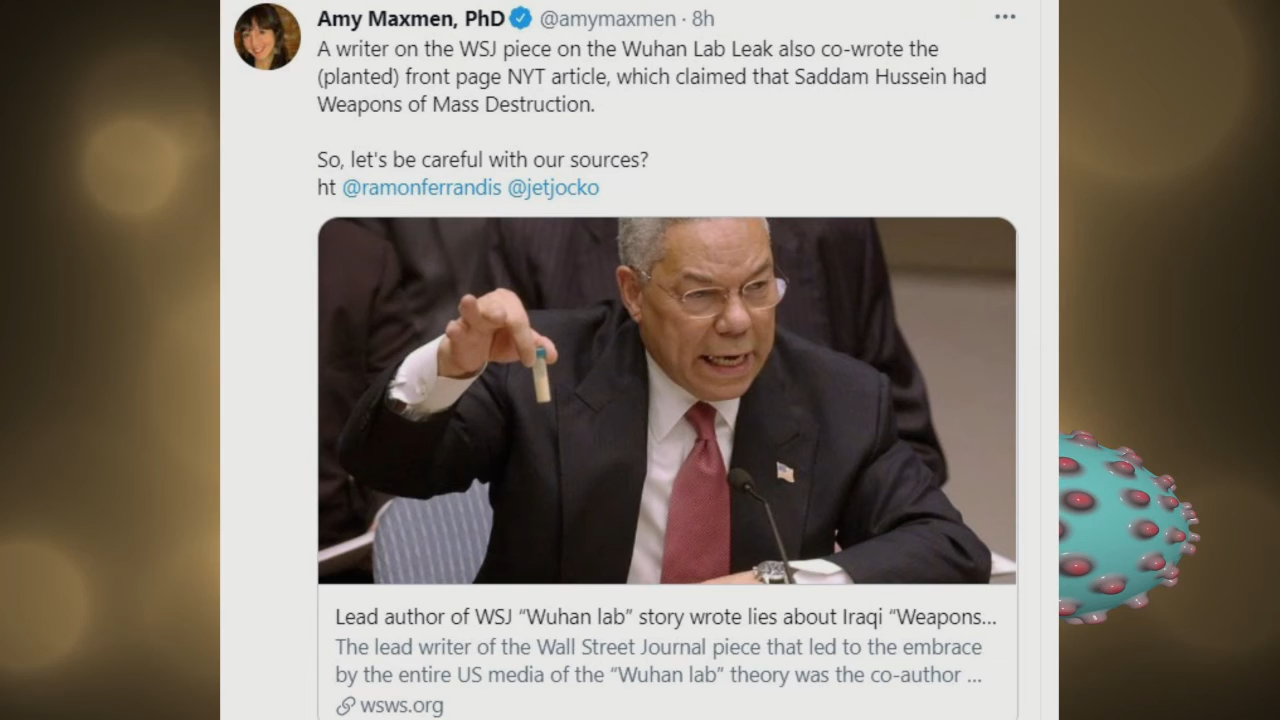 Amy Maxmen, PhD @amymaxmen · 8h
A writer on the WSJ piece on the Wuhan Lab Leak also co-wrote the
(planted) front page NYT article, which claimed that Saddam Hussein had
Weapons of Mass Destruction.
So, let's be careful with our sources?
ht @ramonferrandis @jetjocko
Lead author of WSJ “Wuhan lab” story wrote lies about Iraqi “Weapons...
The lead writer of the Wall Street Journal piece that led to the embrace
by the entire US media of the “Wuhan lab” theory was the co-author ...
wsws.org